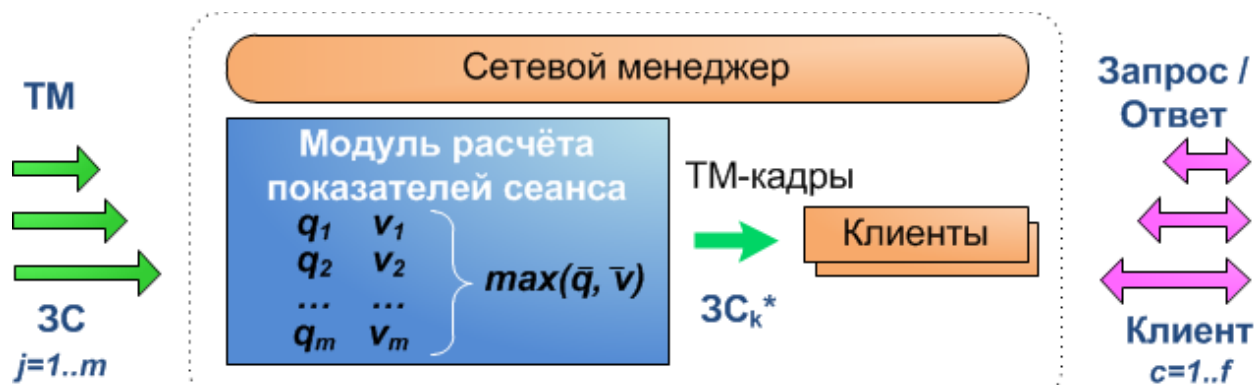 Сетевой менеджер
ТМ
ЗС
j=1..m
Модуль расчёта
показателей сеанса
q₁ v₁
q₂ v₂
... ...
qₘ vₘ
max(q̄, v̄)
ТМ-кадры
ЗСₖ*
Клиенты
Запрос /
Ответ
Клиент
c=1..f